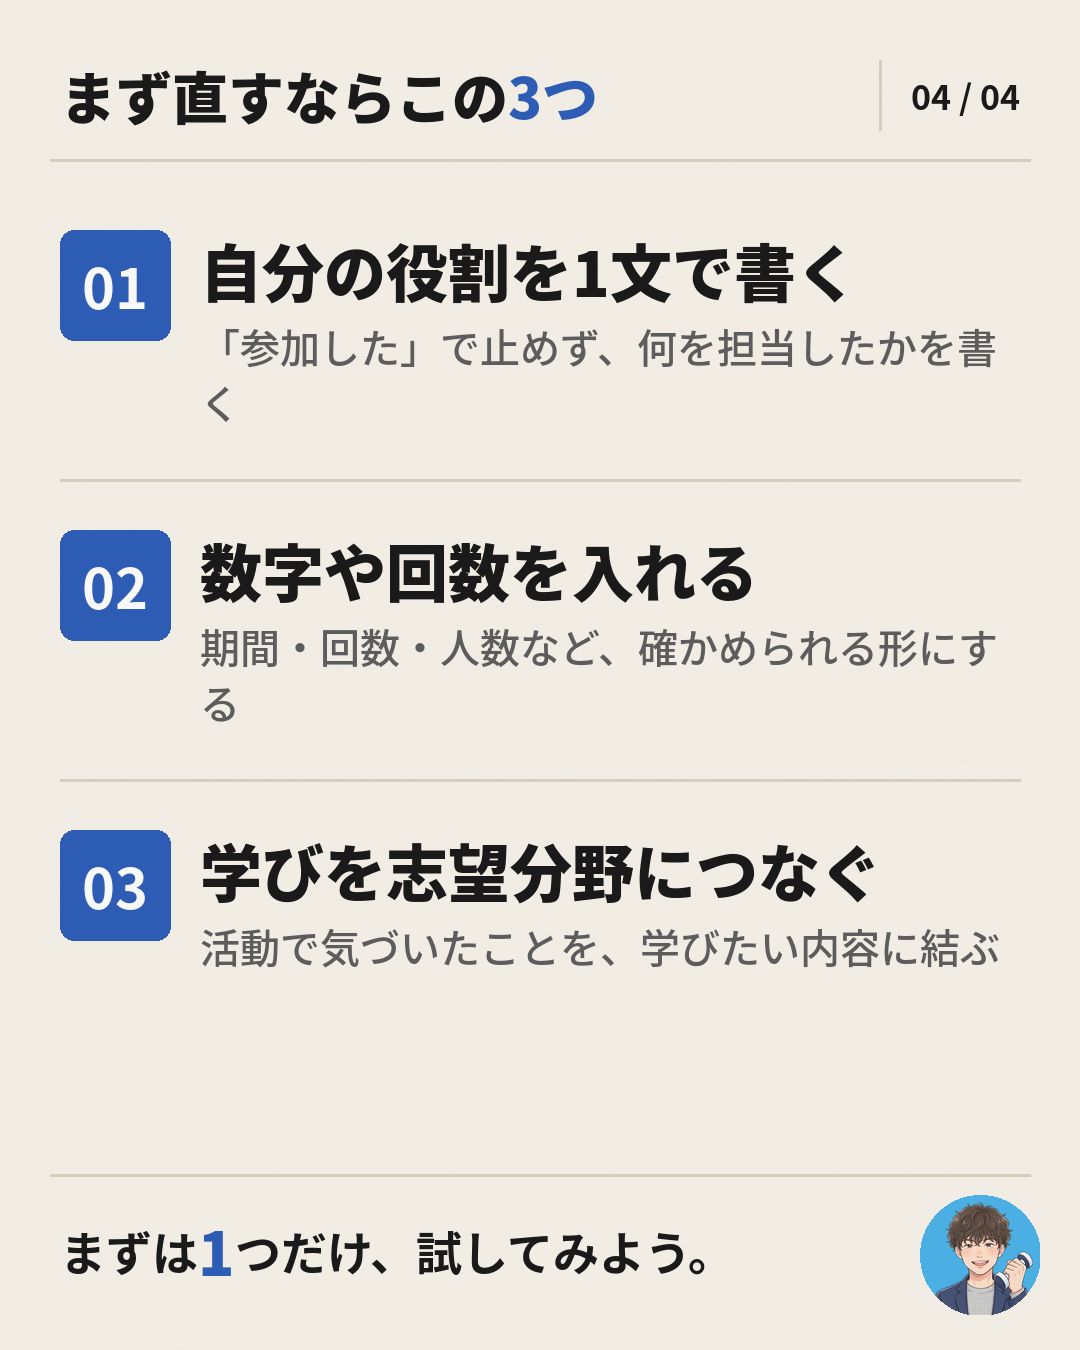 まず直すならこの3つ
04 / 04
01
自分の役割を1文で書く
「参加した」で止めず、何を担当したかを書
く
02
数字や回数を入れる
期間・回数・人数など、確かめられる形にす
る
03
学びを志望分野につなぐ
活動で気づいたことを、学びたい内容に結ぶ
まずは1つだけ、試してみよう。